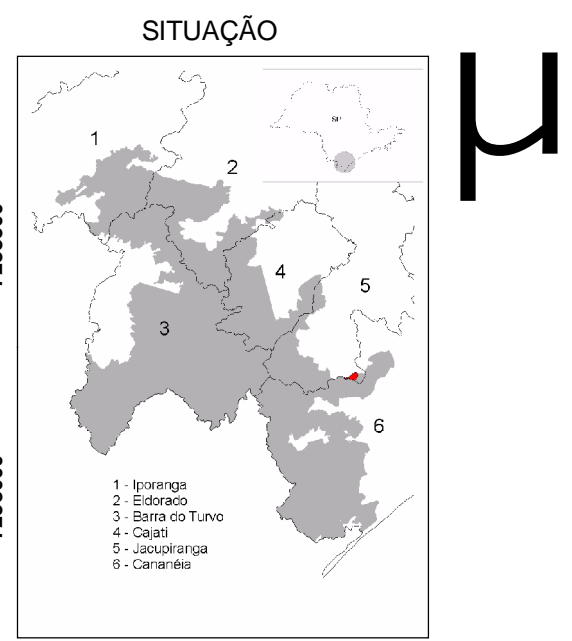 SITUAÇÃO
µ
SP
1
2
3
4
5
6
1 - Iporanga
2 - Eldorado
3 - Barra do Turvo
4 - Cajati
5 - Jacupiranga
6 - Cananéia